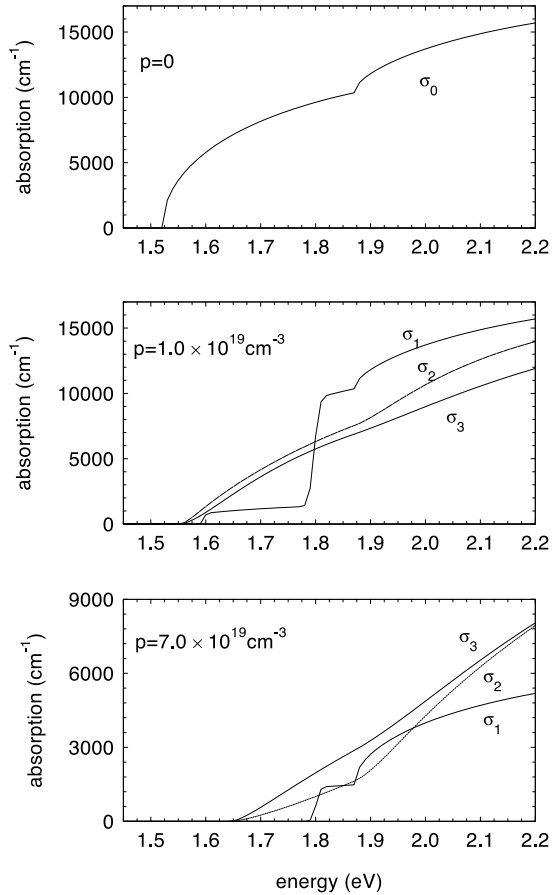 15000
10000
5000
0
absorption (cm⁻¹)
p=0
σ₀
1.5 1.6 1.7 1.8 1.9 2.0 2.1 2.2
15000
10000
5000
0
absorption (cm⁻¹)
p=1.0 × 10¹⁹cm⁻³
σ₁
σ₂
σ₃
1.5 1.6 1.7 1.8 1.9 2.0 2.1 2.2
9000
6000
3000
0
absorption (cm⁻¹)
p=7.0 × 10¹⁹cm⁻³
σ₃
σ₂
σ₁
1.5 1.6 1.7 1.8 1.9 2.0 2.1 2.2
energy (eV)